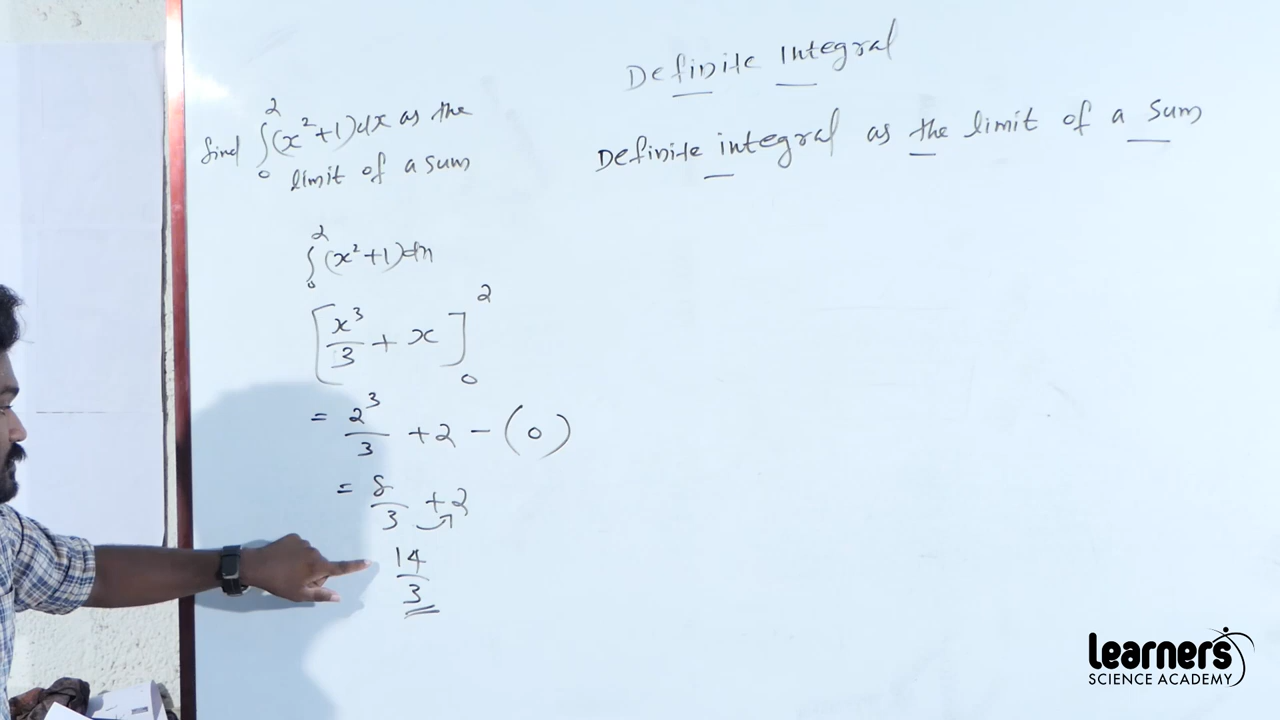 Definite Integral
Definite integral as the limit of a sum
find ∫₀² (x²+1)dx as the
limit of a sum
∫₀² (x²+1)dx
[x³/3 + x]₀²
= 2³/3 + 2 - (0)
= 8/3 + 2
14/3
learners
SCIENCE ACADEMY